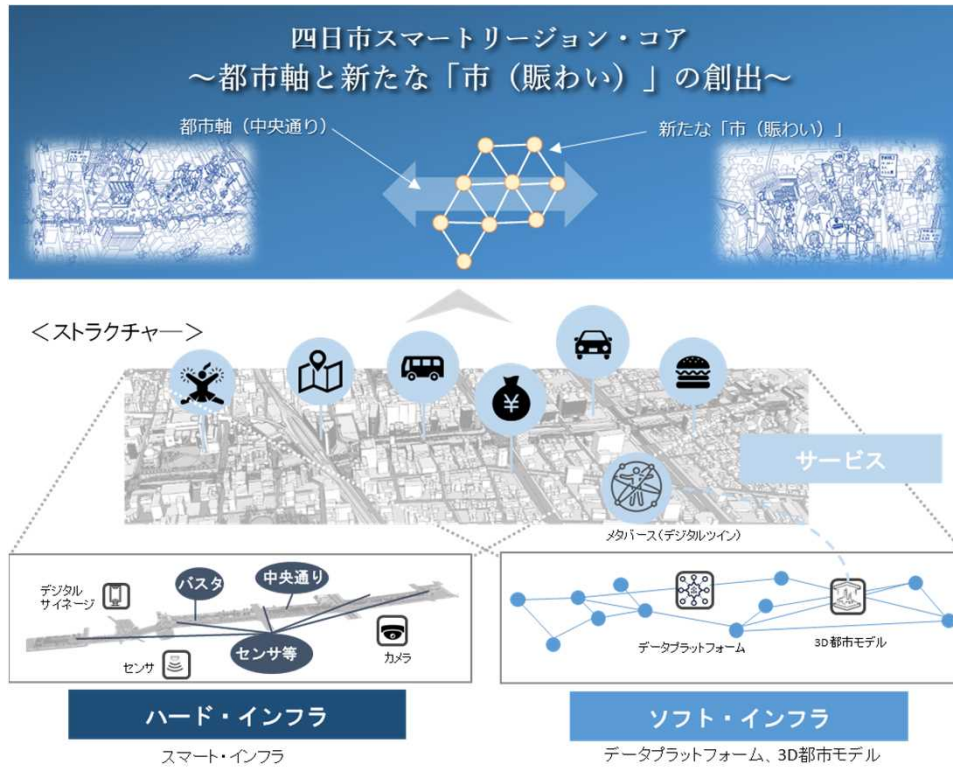 四日市スマートリージョン・コア
～都市軸と新たな「市（賑わい）」の創出～
都市軸（中央通り）
新たな「市（賑わい）」
＜ストラクチャー＞
¥
サービス
メタバース(デジタルツイン)
デジタル
サイネージ
バスタ
中央通り
センサ等
センサ
カメラ
データプラットフォーム
3D都市モデル
ハード・インフラ
スマート・インフラ
ソフト・インフラ
データプラットフォーム、3D都市モデル